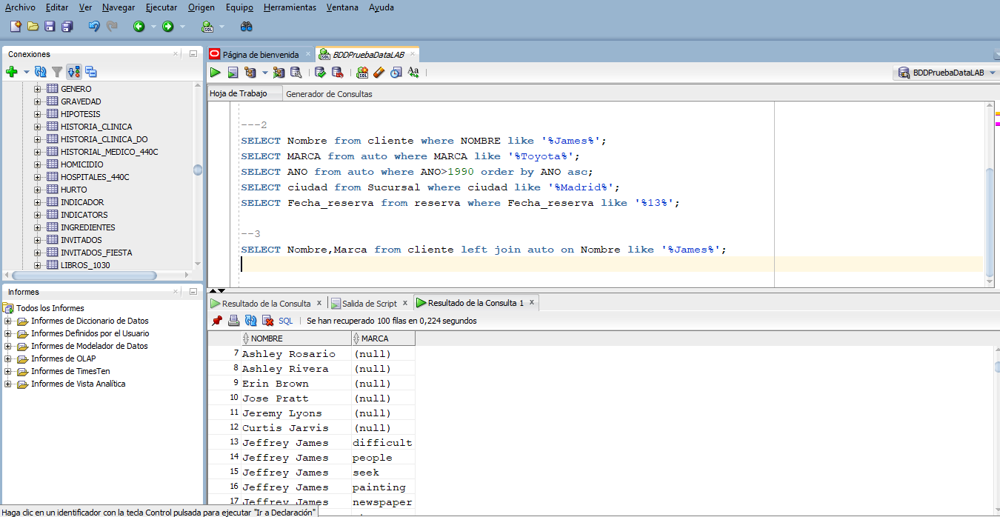 Archivo Editar Ver Navegar Ejecutar Origen Equipo Herramientas Ventana Ayuda
Conexiones
GENERO
GRAVEDAD
HIPOTESIS
HISTORIA_CLINICA
HISTORIA_CLINICA_DO
HISTORIAL_MEDICO_440C
HOMICIDIO
HOSPITALES_440C
HURTO
INDICADOR
INDICATORS
INGREDIENTES
INVITADOS
INVITADOS_FIESTA
LIBROS_1030
Informes
Todos los Informes
Informes de Diccionario de Datos
Informes Definidos por el Usuario
Informes de Modelador de Datos
Informes de OLAP
Informes de TimesTen
Informes de Vista Analítica
Página de bienvenida
BDDPruebaDataLAB
BDDPruebaDataLAB
Hoja de Trabajo Generador de Consultas
---2
SELECT Nombre from cliente where NOMBRE like '%James%';
SELECT MARCA from auto where MARCA like '%Toyota%';
SELECT ANO from auto where ANO>1990 order by ANO asc;
SELECT ciudad from Sucursal where ciudad like '%Madrid%';
SELECT Fecha_reserva from reserva where Fecha_reserva like '%13%';
--3
SELECT Nombre,Marca from cliente left join auto on Nombre like '%James%';
Resultado de la Consulta x Salida de Script x Resultado de la Consulta 1 x
SQL | Se han recuperado 100 filas en 0,224 segundos
NOMBRE MARCA
7 Ashley Rosario (null)
8 Ashley Rivera (null)
9 Erin Brown (null)
10 Jose Pratt (null)
11 Jeremy Lyons (null)
12 Curtis Jarvis (null)
13 Jeffrey James difficult
14 Jeffrey James people
15 Jeffrey James seek
16 Jeffrey James painting
17 Jeffrey James newspaper
Haga clic en un identificador con la tecla Control pulsada para ejecutar "Ir a Declaración"